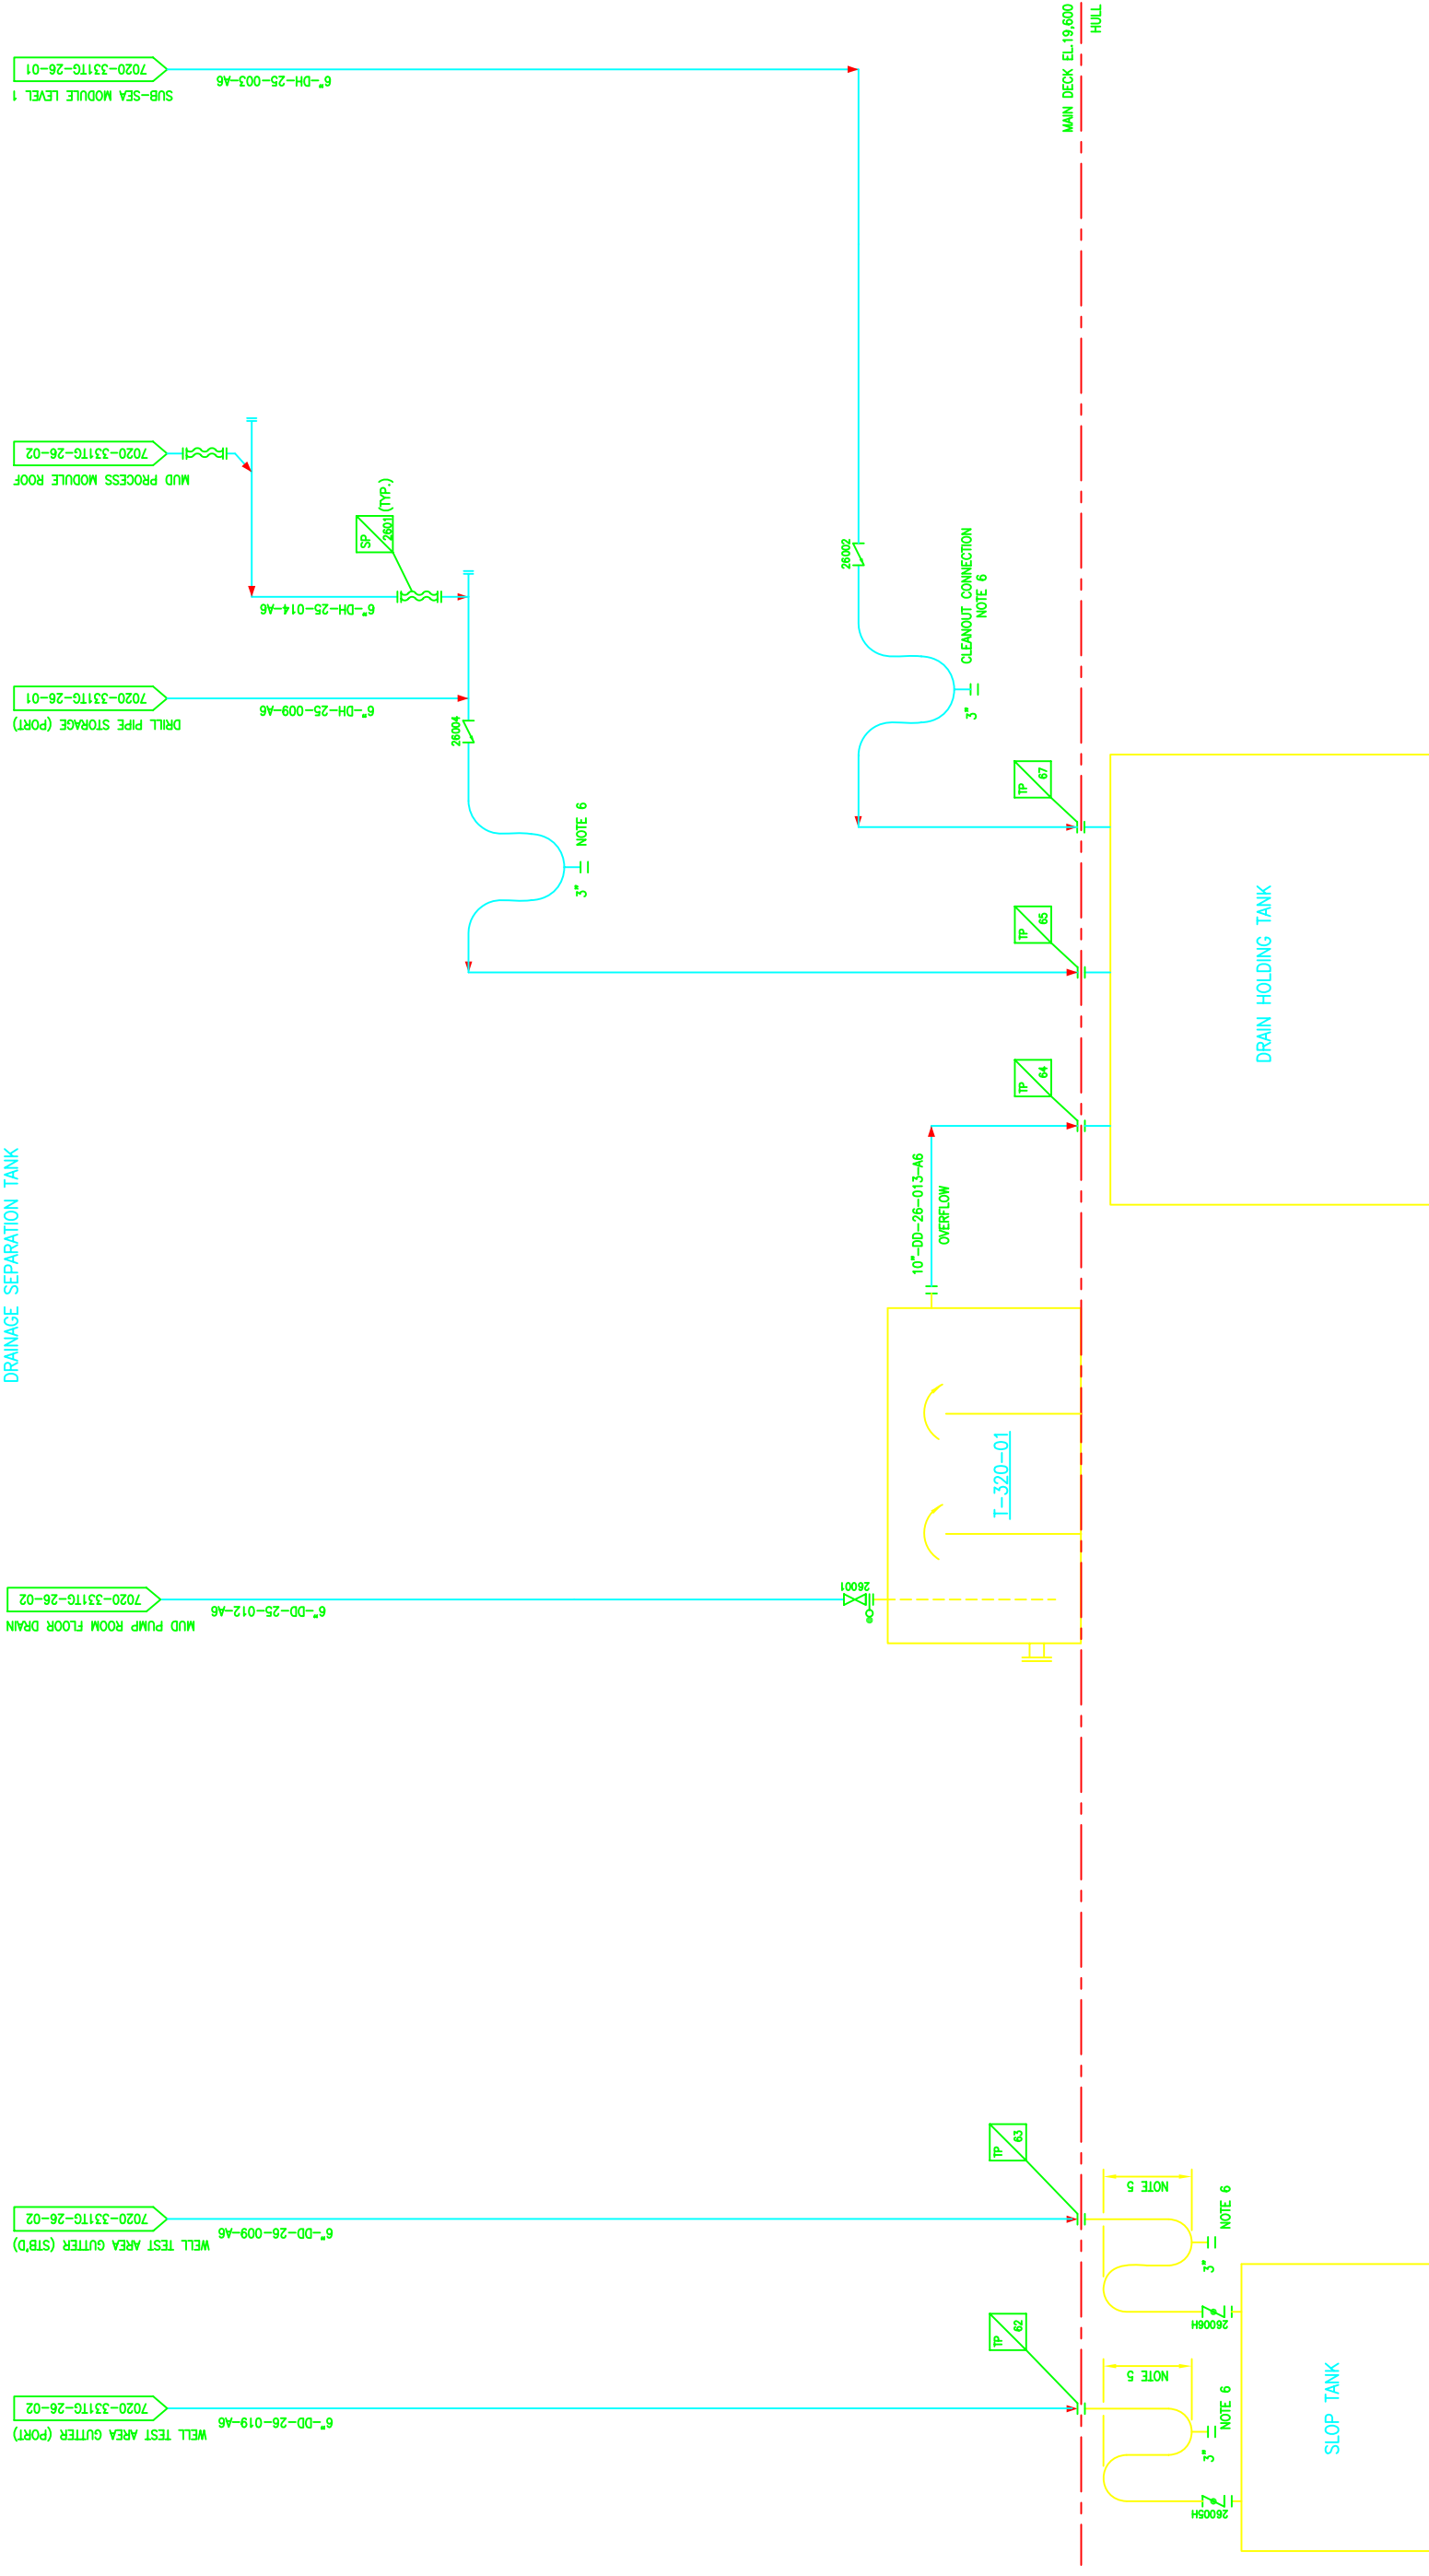 DRAINAGE SEPARATION TANK
7020-331TG-26-02
WELL TEST AREA GUTTER (PORT)
6"-DD-26-019-A6
7020-331TG-26-02
WELL TEST AREA GUTTER (STB'D)
6"-DD-26-009-A6
7020-331TG-26-02
MUD PUMP ROOM FLOOR DRAIN
6"-DD-25-012-A6
7020-331TG-26-01
DRILL PIPE STORAGE (PORT)
6"-DH-25-009-A6
7020-331TG-26-02
MUD PROCESS MODULE ROOF
6"-DH-25-014-A6
7020-331TG-26-01
SUB-SEA MODULE LEVEL 1
6"-DH-25-003-A6
SP
2601 (TYP.)
26004
3"
NOTE 6
26002
CLEANOUT CONNECTION
NOTE 6
3"
26001
T-320-01
10"-DD-26-013-A6
OVERFLOW
TP
62
TP
63
TP
64
TP
65
TP
67
MAIN DECK EL.19,600
HULL
NOTE 5
3"
NOTE 6
26005H
NOTE 5
3"
NOTE 6
26006H
SLOP TANK
DRAIN HOLDING TANK